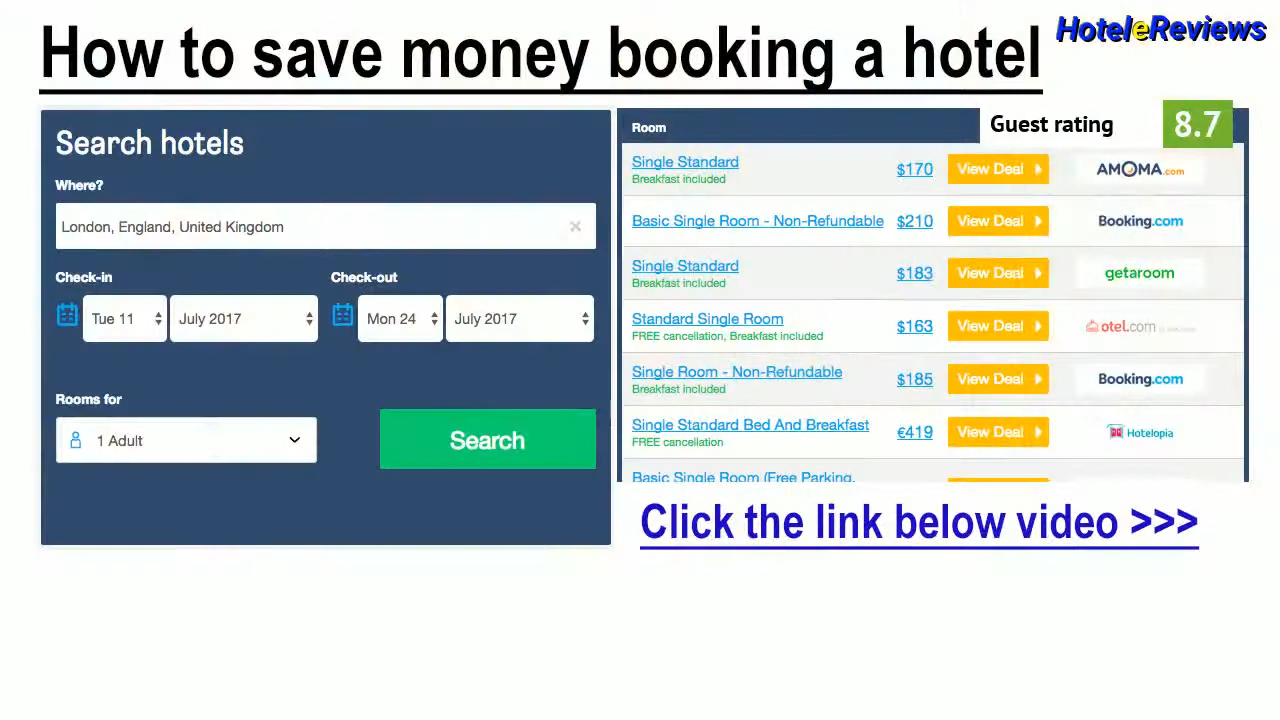 How to save money booking a hotel
HoteleReviews
Search hotels
Where?
London, England, United Kingdom
Check-in
Check-out
Tue 11
July 2017
Mon 24
July 2017
Rooms for
1 Adult
Search
Room
Guest rating
8.7
Single Standard
Breakfast included
$170
View Deal
AMOMA.com
Basic Single Room - Non-Refundable
$210
View Deal
Booking.com
Single Standard
Breakfast included
$183
View Deal
getaroom
Standard Single Room
FREE cancellation, Breakfast included
$163
View Deal
otel.com
Single Room - Non-Refundable
Breakfast included
$185
View Deal
Booking.com
Single Standard Bed And Breakfast
FREE cancellation
€419
View Deal
Hotelopia
Basic Single Room (Free Parking,
Click the link below video >>>